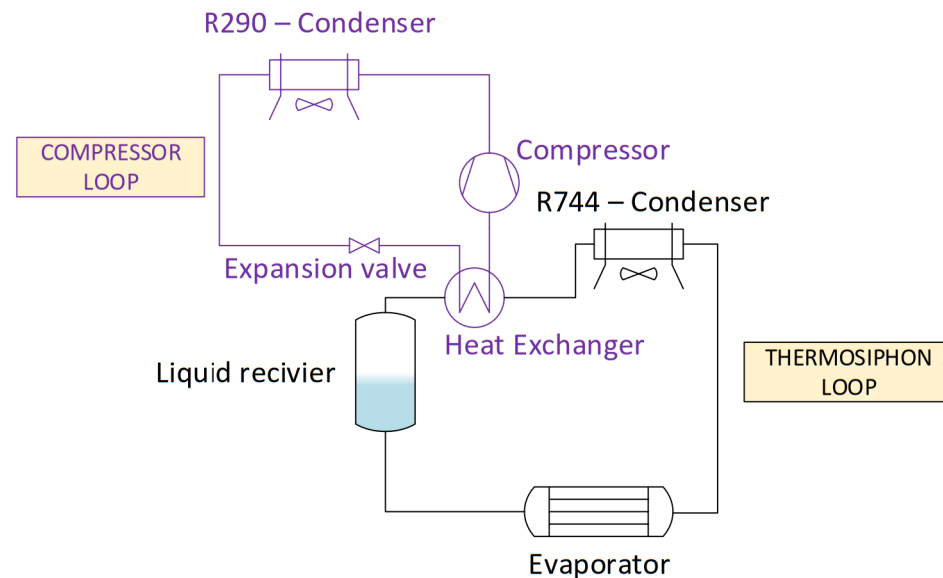 R290 – Condenser
COMPRESSOR
LOOP
Compressor
R744 – Condenser
Expansion valve
Heat Exchanger
Liquid recivier
THERMOSIPHON
LOOP
Evaporator